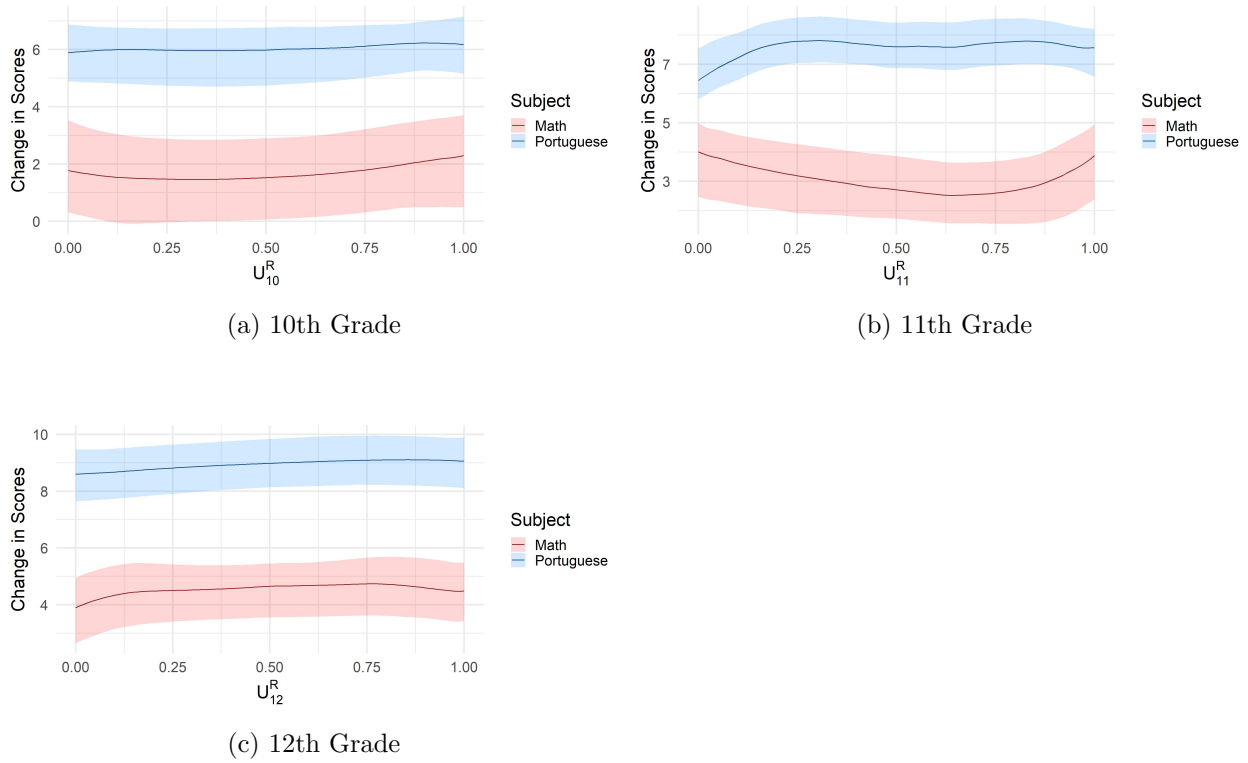 Change in Scores
6
4
2
0
0.00 0.25 0.50 0.75 1.00
U^R_10
Subject
Math
Portuguese
(a) 10th Grade
Change in Scores
7
5
3
0.00 0.25 0.50 0.75 1.00
U^R_11
Subject
Math
Portuguese
(b) 11th Grade
Change in Scores
10
8
6
4
0.00 0.25 0.50 0.75 1.00
U^R_12
Subject
Math
Portuguese
(c) 12th Grade